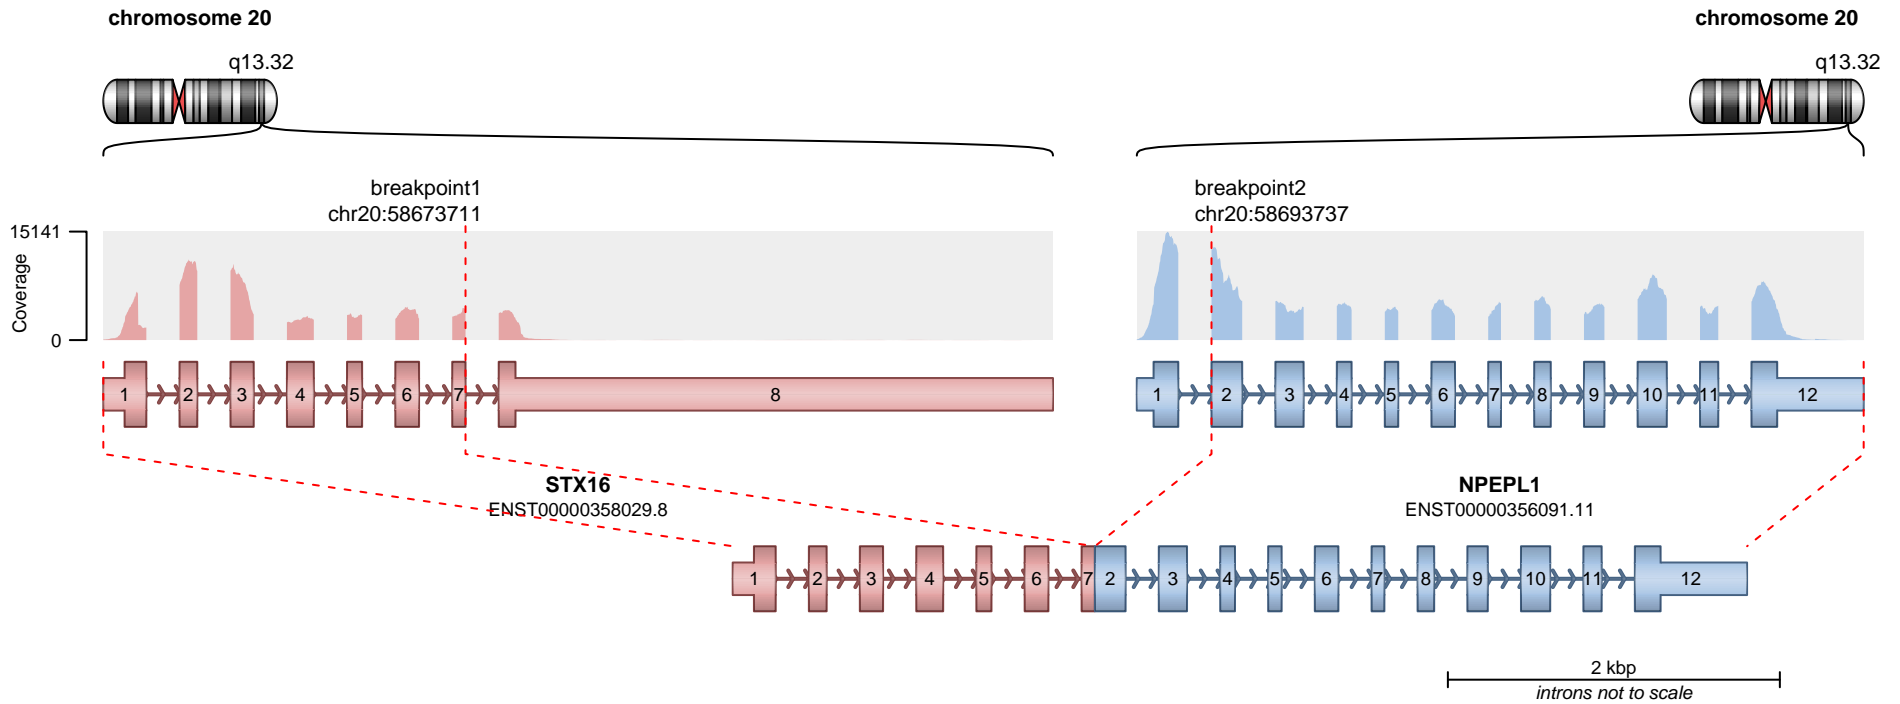 chromosome 20
chromosome 20
q13.32
q13.32
breakpoint1
chr20:58673711
breakpoint2
chr20:58693737
15141
Coverage
0
1 2 3 4 5 6 7 8
1 2 3 4 5 6 7 8 9 10 11 12
STX16
ENST00000358029.8
NPEPL1
ENST00000356091.11
1 2 3 4 5 6 7 2 3 4 5 6 7 8 9 10 11 12
2 kbp
introns not to scale